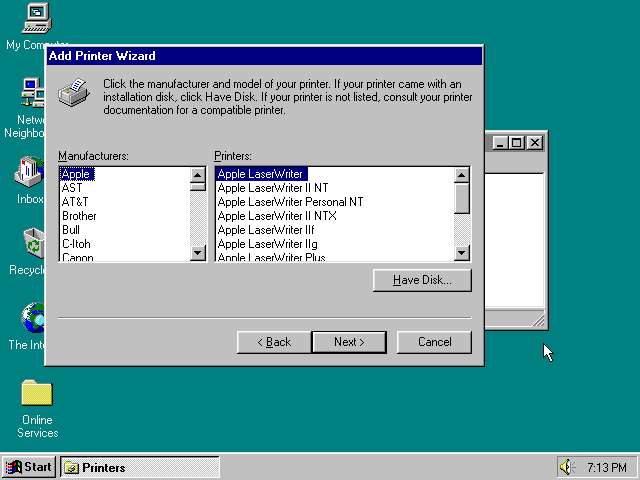 My Computer
Add Printer Wizard
Click the manufacturer and model of your printer. If your printer came with an
installation disk, click Have Disk. If your printer is not listed, consult your printer
documentation for a compatible printer.
Manufacturers:
Printers:
Apple
AST
AT&T
Brother
Bull
C-Itoh
Canon
Apple LaserWriter
Apple LaserWriter II NT
Apple LaserWriter Personal NT
Apple LaserWriter II NTX
Apple LaserWriter IIf
Apple LaserWriter IIg
Apple LaserWriter Plus
Have Disk...
< Back
Next >
Cancel
Netw
Neighbo
Inbox
Recycle
The Inte
Online
Services
Start
Printers
7:13 PM